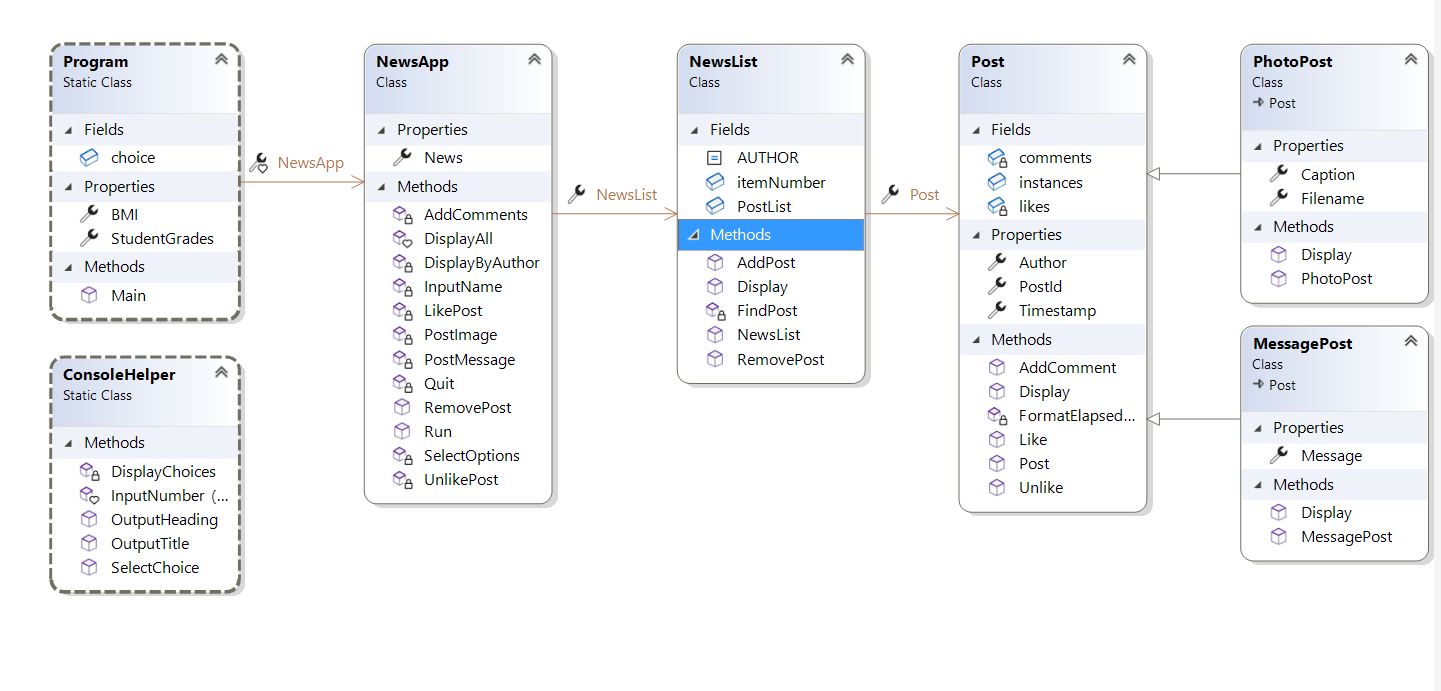 Program
Static Class
Fields
choice
Properties
BMI
StudentGrades
Methods
Main
ConsoleHelper
Static Class
Methods
DisplayChoices
InputNumber (...
OutputHeading
OutputTitle
SelectChoice
NewsApp
NewsApp
Class
Properties
News
Methods
AddComments
DisplayAll
DisplayByAuthor
InputName
LikePost
PostImage
PostMessage
Quit
RemovePost
Run
SelectOptions
UnlikePost
NewsList
NewsList
Class
Fields
AUTHOR
itemNumber
PostList
Methods
AddPost
Display
FindPost
NewsList
RemovePost
Post
Post
Class
Fields
comments
instances
likes
Properties
Author
PostId
Timestamp
Methods
AddComment
Display
FormatElapsed...
Like
Post
Unlike
PhotoPost
Class
Post
Properties
Caption
Filename
Methods
Display
PhotoPost
MessagePost
Class
Post
Properties
Message
Methods
Display
MessagePost